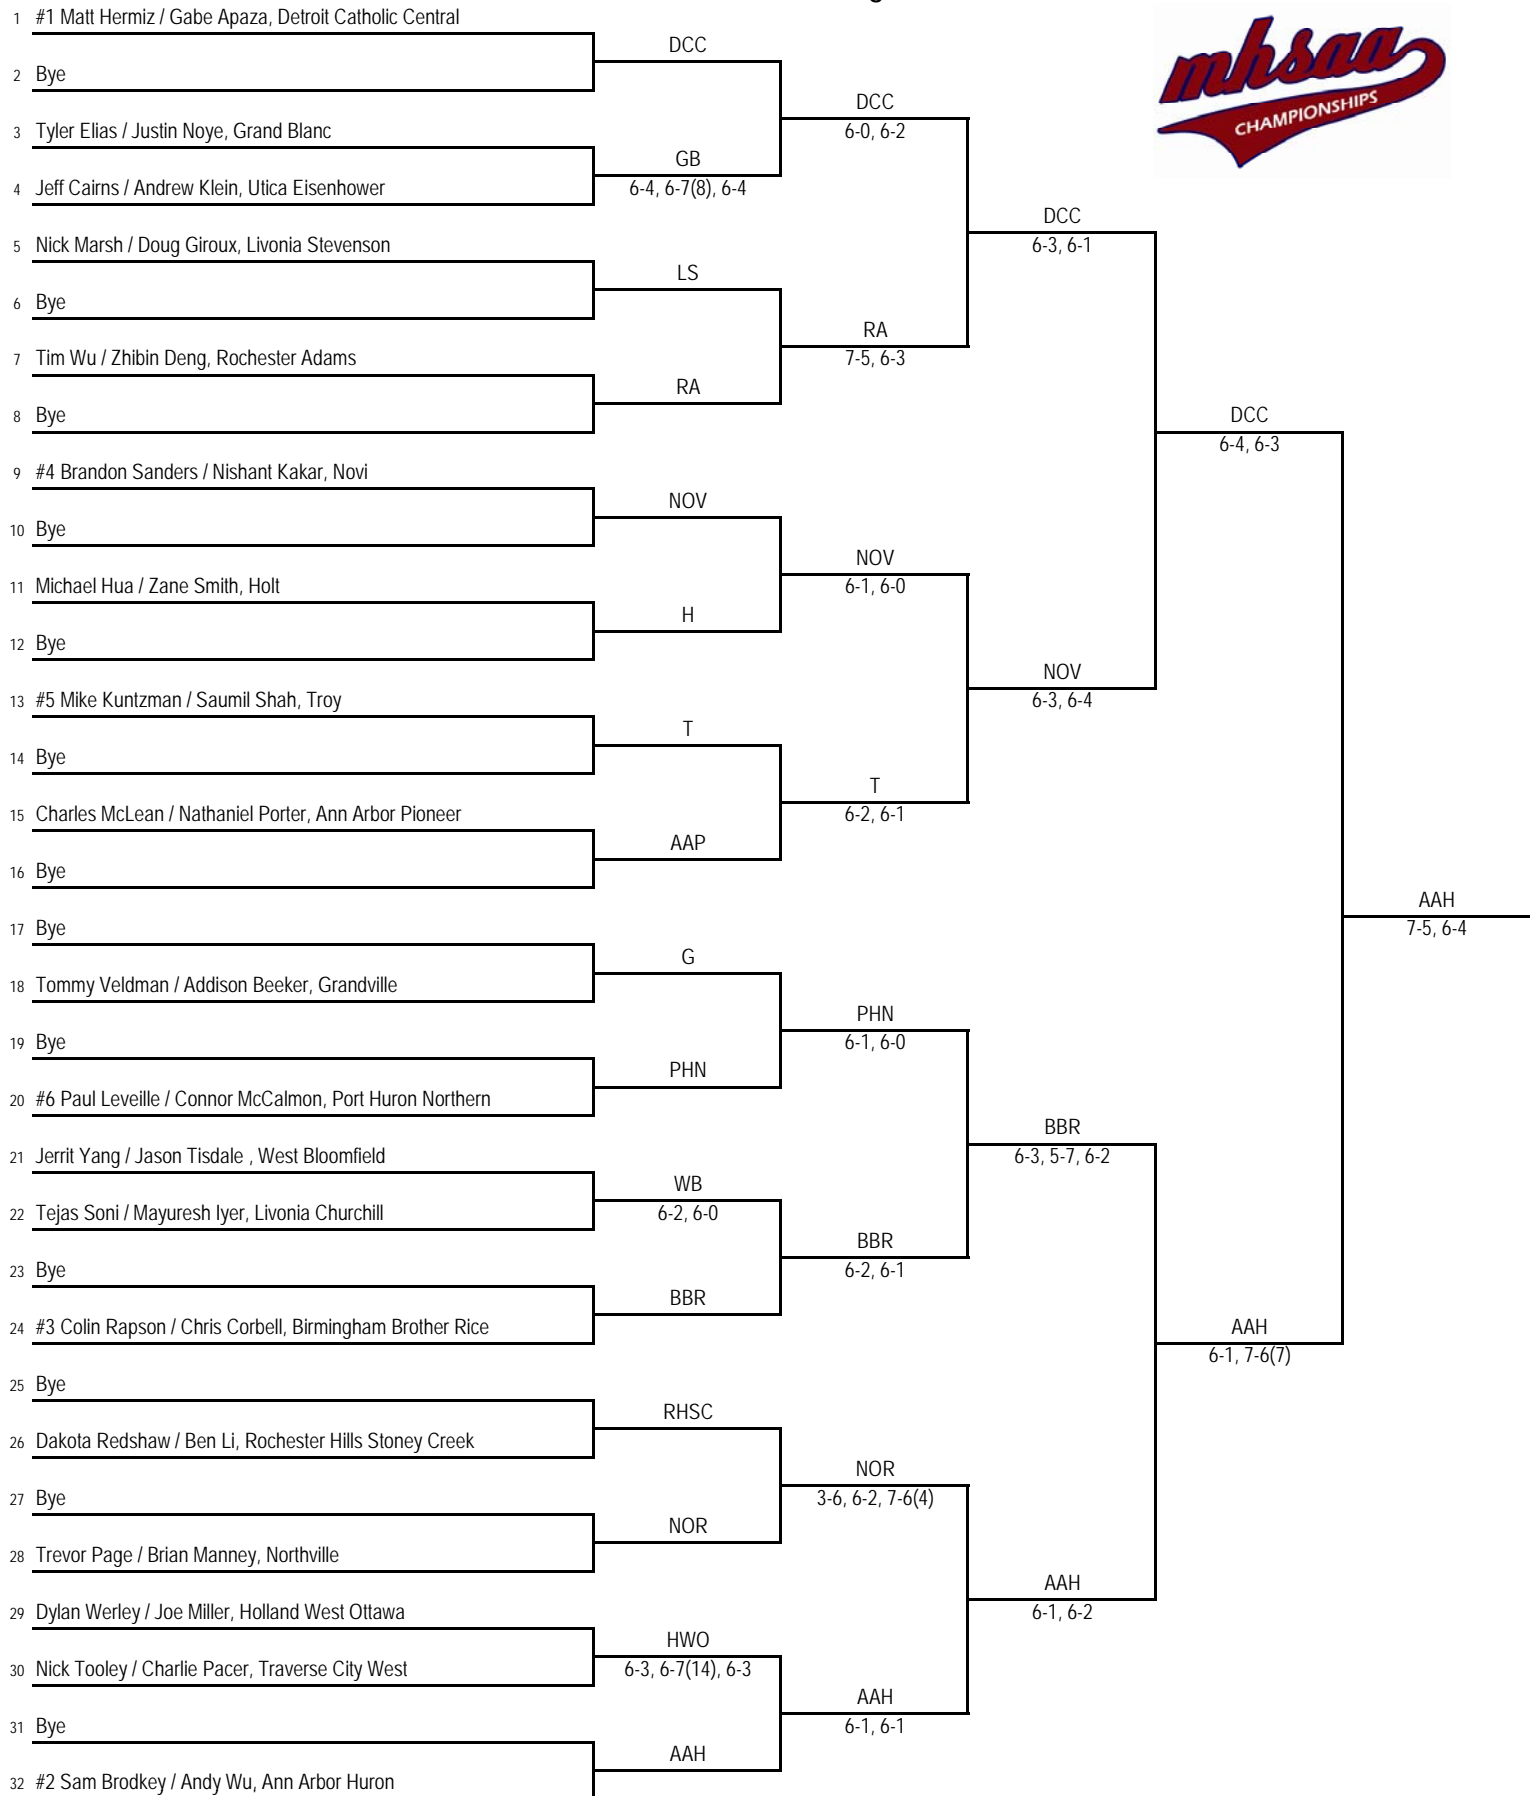 1 #1 Matt Hermiz / Gabe Apaza, Detroit Catholic Central
2 Bye
3 Tyler Elias / Justin Noye, Grand Blanc
4 Jeff Cairns / Andrew Klein, Utica Eisenhower
5 Nick Marsh / Doug Giroux, Livonia Stevenson
6 Bye
7 Tim Wu / Zhibin Deng, Rochester Adams
8 Bye
9 #4 Brandon Sanders / Nishant Kakar, Novi
10 Bye
11 Michael Hua / Zane Smith, Holt
12 Bye
13 #5 Mike Kuntzman / Saumil Shah, Troy
14 Bye
15 Charles McLean / Nathaniel Porter, Ann Arbor Pioneer
16 Bye
17 Bye
18 Tommy Veldman / Addison Beeker, Grandville
19 Bye
20 #6 Paul Leveille / Connor McCalmon, Port Huron Northern
21 Jerrit Yang / Jason Tisdale , West Bloomfield
22 Tejas Soni / Mayuresh Iyer, Livonia Churchill
23 Bye
24 #3 Colin Rapson / Chris Corbell, Birmingham Brother Rice
25 Bye
26 Dakota Redshaw / Ben Li, Rochester Hills Stoney Creek
27 Bye
28 Trevor Page / Brian Manney, Northville
29 Dylan Werley / Joe Miller, Holland West Ottawa
30 Nick Tooley / Charlie Pacer, Traverse City West
31 Bye
32 #2 Sam Brodkey / Andy Wu, Ann Arbor Huron
DCC
GB
6-4, 6-7(8), 6-4
LS
RA
NOV
H
T
AAP
G
PHN
WB
6-2, 6-0
BBR
RHSC
NOR
HWO
6-3, 6-7(14), 6-3
AAH
DCC
6-0, 6-2
RA
7-5, 6-3
NOV
6-1, 6-0
T
6-2, 6-1
PHN
6-1, 6-0
BBR
6-2, 6-1
NOR
3-6, 6-2, 7-6(4)
AAH
6-1, 6-1
DCC
6-3, 6-1
NOV
6-3, 6-4
BBR
6-3, 5-7, 6-2
AAH
6-1, 6-2
DCC
6-4, 6-3
AAH
6-1, 7-6(7)
AAH
7-5, 6-4
mhsaa
CHAMPIONSHIPS